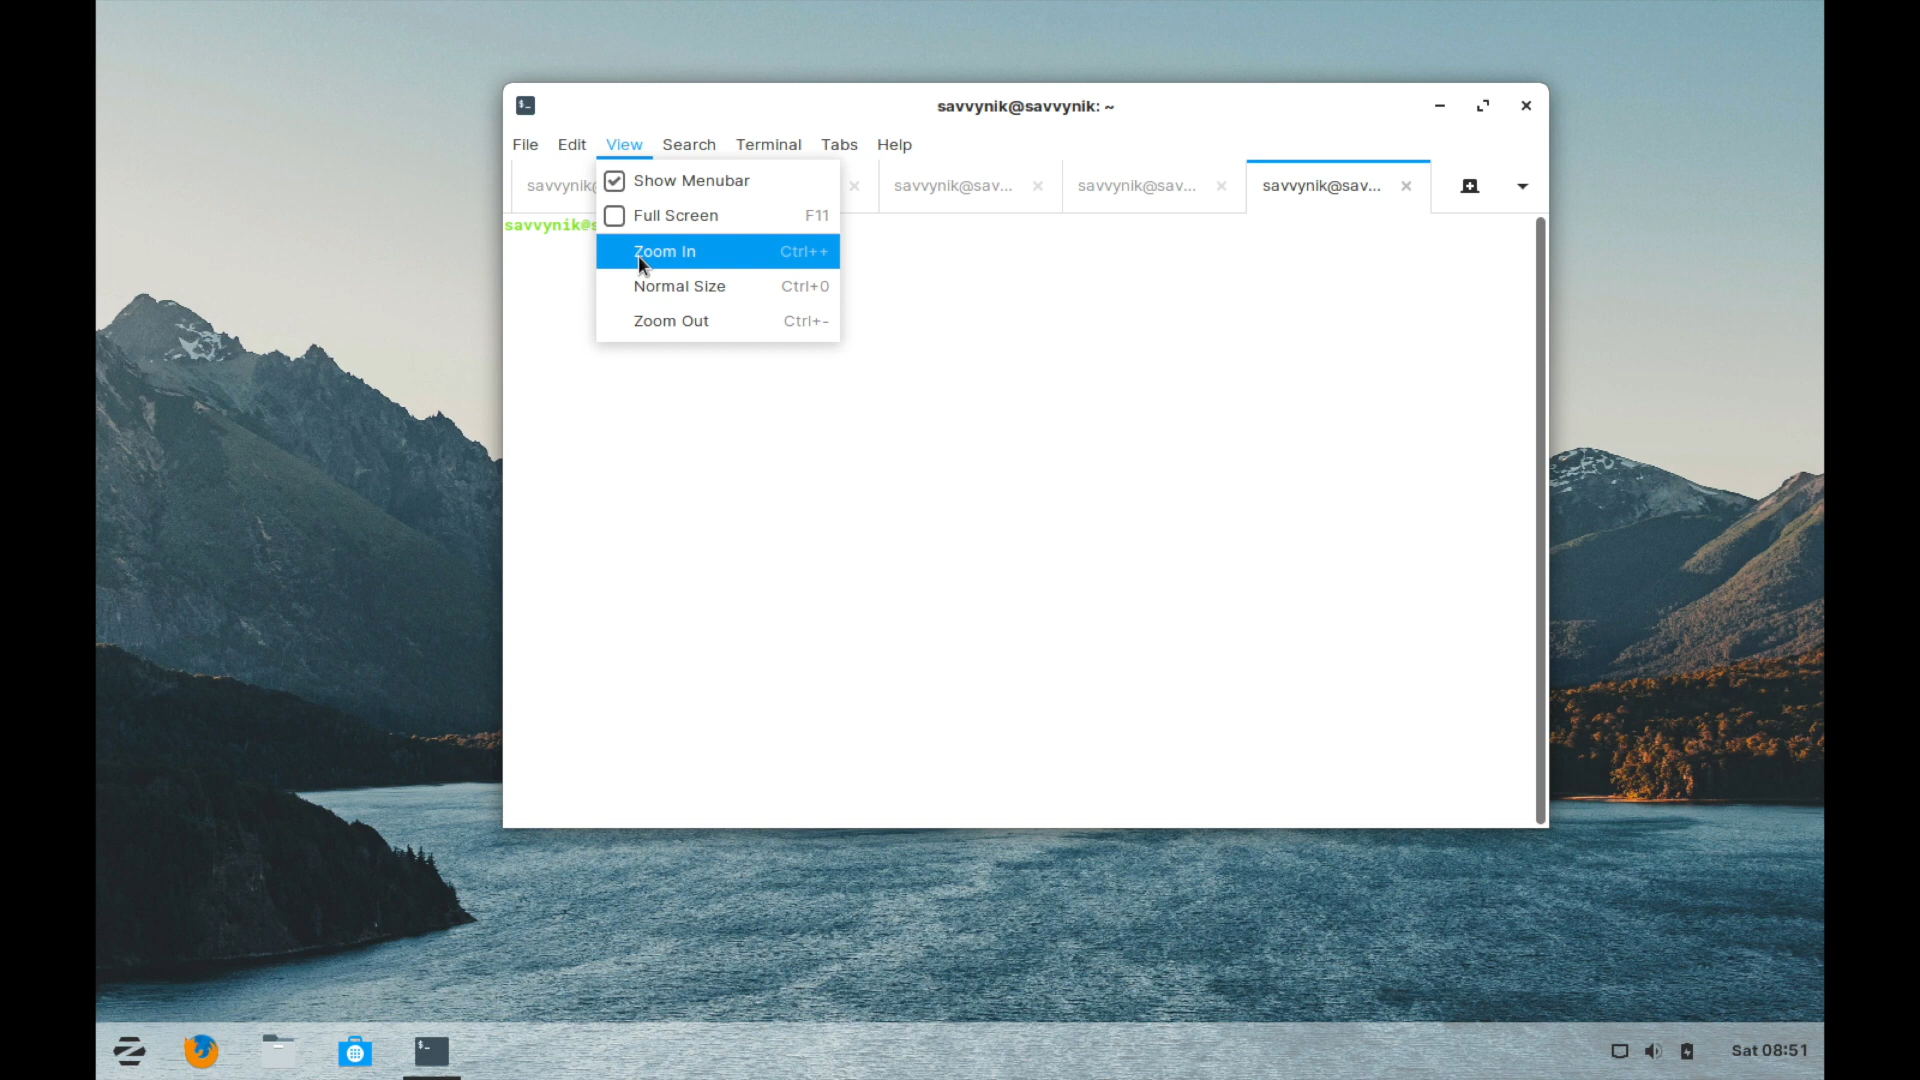 savvynik@savvynik: ~
File Edit View Search Terminal Tabs Help
savvynik@sav... savvynik@sav... savvynik@sav...
Show Menubar
Full Screen F11
Zoom In Ctrl++
Normal Size Ctrl+0
Zoom Out Ctrl+-
$_
Sat 08:51